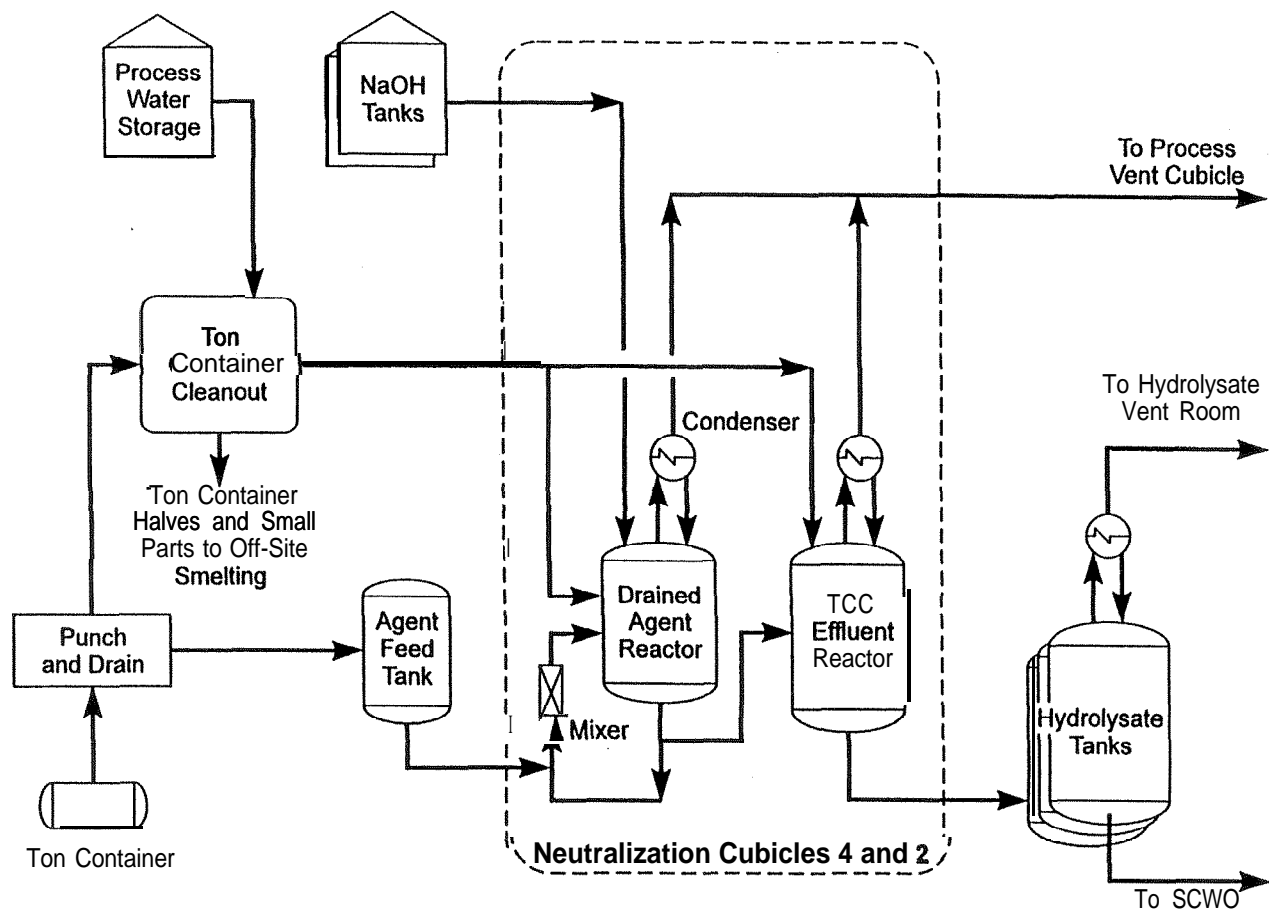 Process
Water
Storage
NaOH
Tanks
To Process
Vent Cubicle
Ton
Container
Cleanout
To Hydrolysate
Vent Room
Condenser
Ton Container
Halves and Small
Parts to Off-Site
Smelting
Punch
and Drain
Agent
Feed
Tank
Drained
Agent
Reactor
TCC
Effluent
Reactor
Mixer
Hydrolysate
Tanks
Ton Container
Neutralization Cubicles 4 and 2
To SCWO